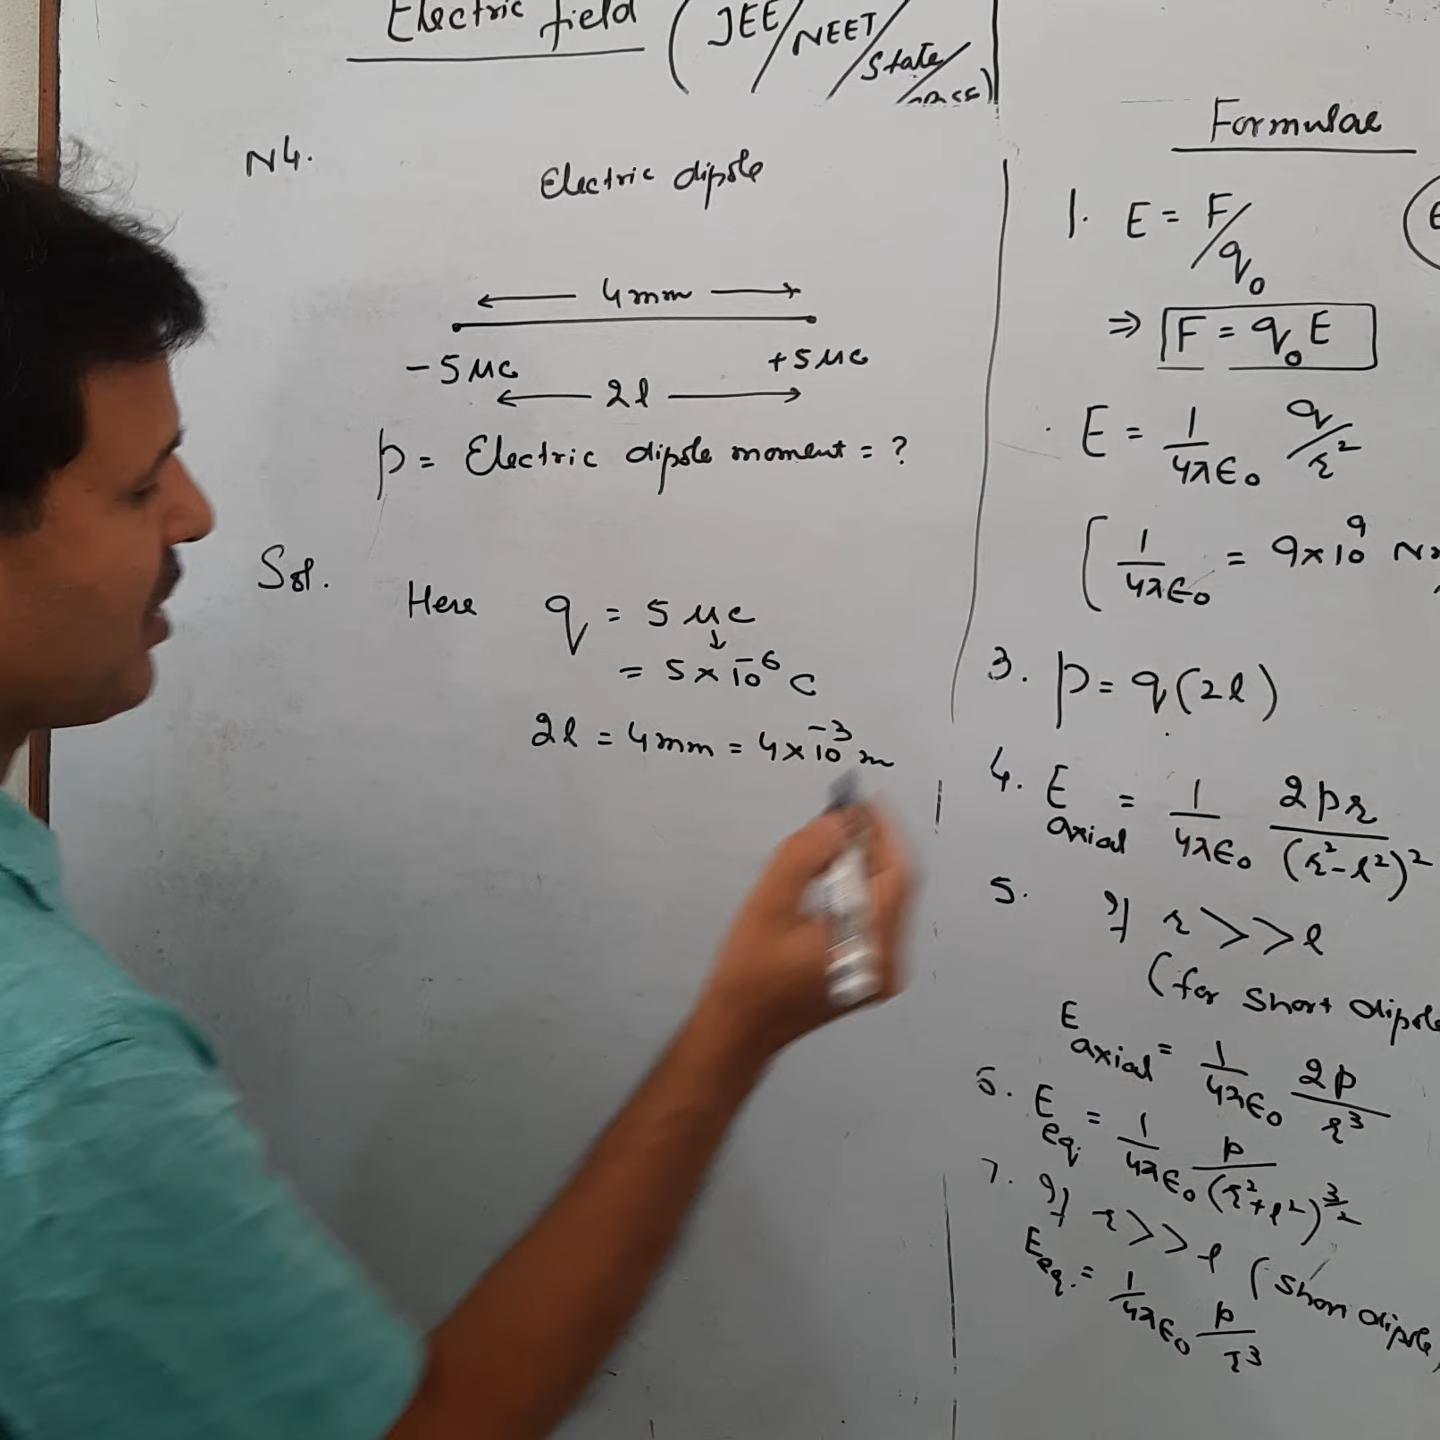 Electric field (JEE/NEET/State/
N4.
Electric dipole
4mm
-5μC +5μC
2l
p = Electric dipole moment = ?
Sol.
Here q = 5 μC
= 5×10⁻⁶ C
2l = 4mm = 4×10⁻³ m
Formulae
1. E = F/q₀
⇒ F = q₀E
E = 1/4πε₀ q/r²
[1/4πε₀ = 9×10⁹ N
3. p = q(2l)
4. E axial = 1/4πε₀ 2pr/(r²-l²)²
5. If r >> l
(for short dipole
E axial = 1/4πε₀ 2p/r³
6. E eq. = 1/4πε₀ p/(r²+l²)^3/2
7. If r >> l (short dipole)
E eq. = 1/4πε₀ p/r³